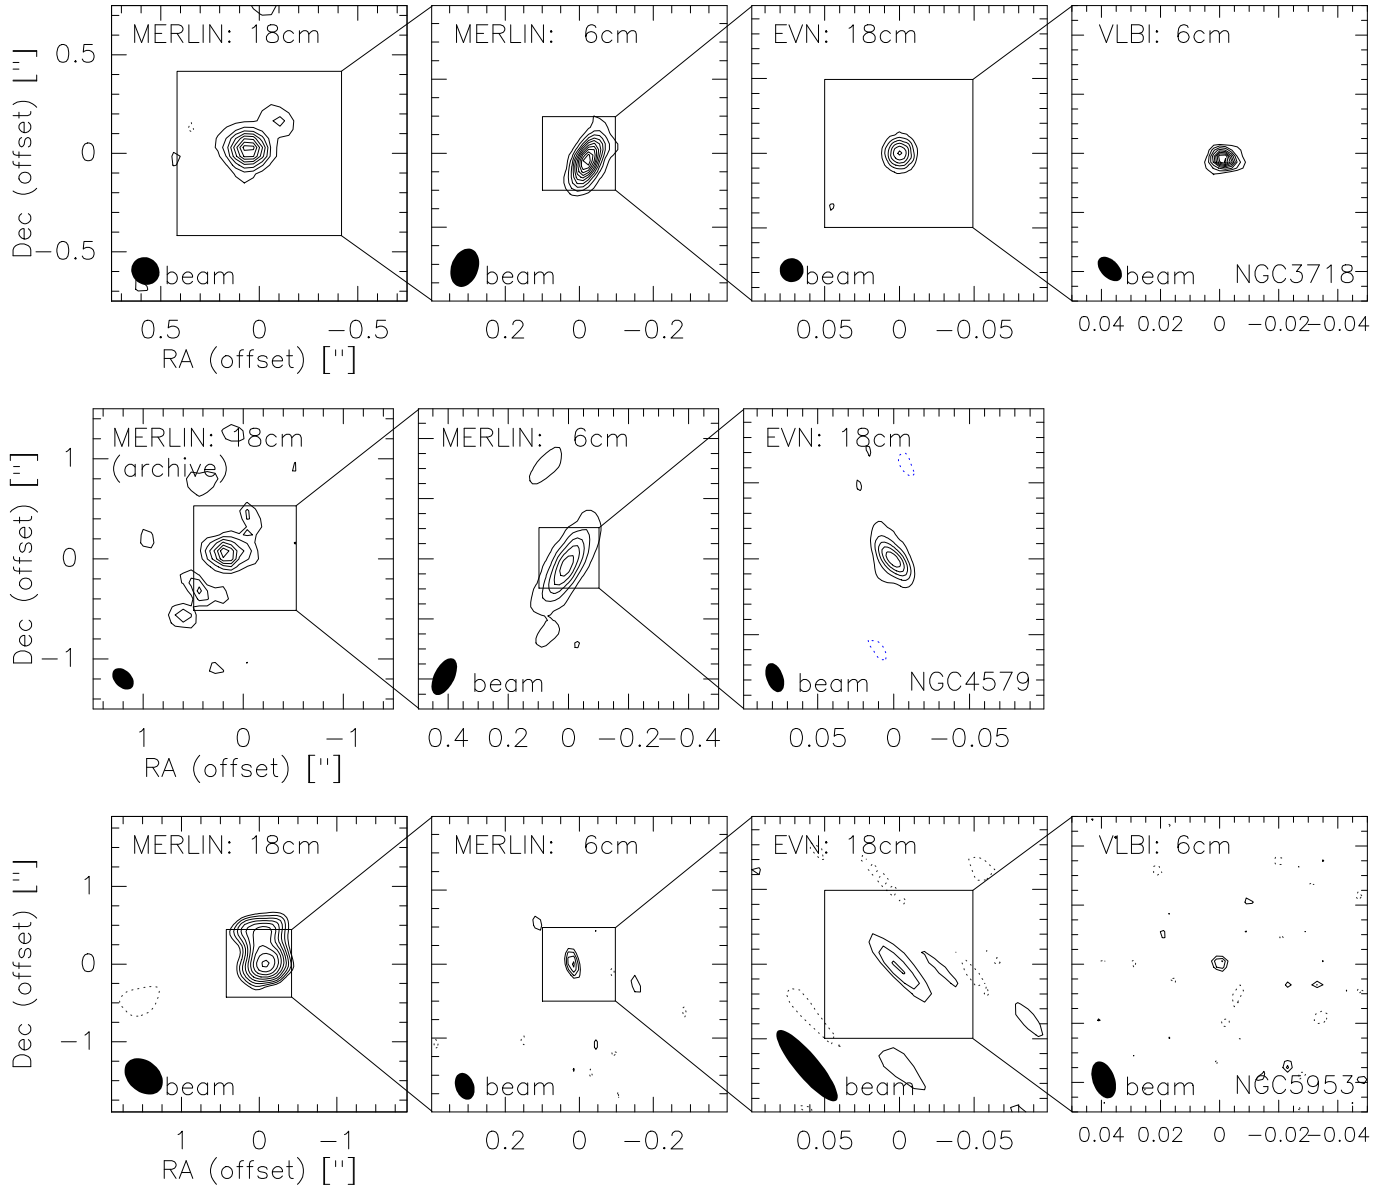 MERLIN: 18cm MERLIN: 6cm EVN: 18cm VLBI: 6cm
0.5
0
−0.5
Dec (offset) ["]
beam beam beam beam NGC3718
0.5 0 −0.5 0.2 0 −0.2 0.05 0 −0.05 0.04 0.02 0 −0.02−0.04
RA (offset) ["]
MERLIN: 18cm MERLIN: 6cm EVN: 18cm
(archive)
1
0
−1
Dec (offset) ["]
beam beam NGC4579
1 0 −1 0.4 0.2 0 −0.2−0.4 0.05 0 −0.05
RA (offset) ["]
MERLIN: 18cm MERLIN: 6cm EVN: 18cm VLBI: 6cm
1
0
−1
Dec (offset) ["]
beam beam beam beam NGC5953
1 0 −1 0.2 0 −0.2 0.05 0 −0.05 0.04 0.02 0 −0.02−0.04
RA (offset) ["]